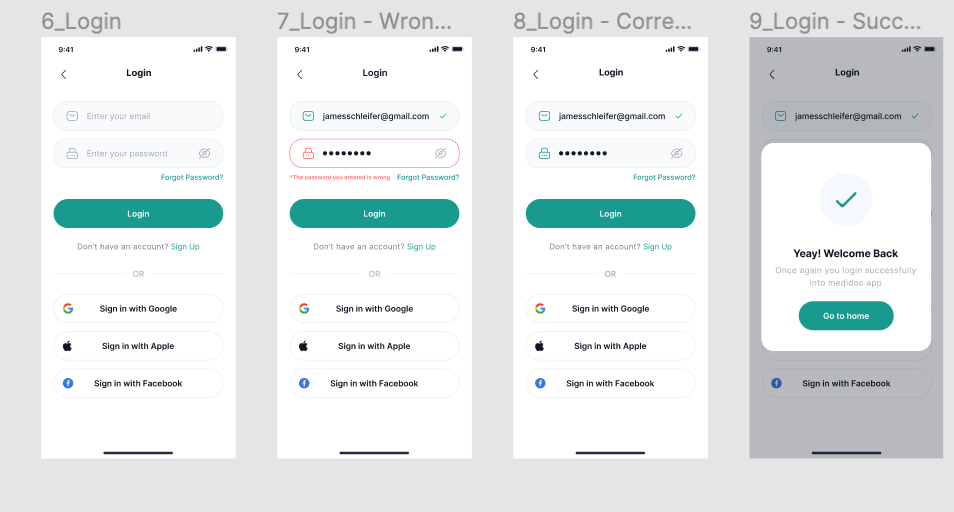 6_Login
9:41
Login
Enter your email
Enter your password
Forgot Password?
Login
Don't have an account? Sign Up
OR
Sign in with Google
Sign in with Apple
Sign in with Facebook
7_Login - Wron...
9:41
Login
jamesschleifer@gmail.com
*The password you entered is wrong
Forgot Password?
Login
Don't have an account? Sign Up
OR
Sign in with Google
Sign in with Apple
Sign in with Facebook
8_Login - Corre...
9:41
Login
jamesschleifer@gmail.com
Forgot Password?
Login
Don't have an account? Sign Up
OR
Sign in with Google
Sign in with Apple
Sign in with Facebook
9_Login - Succ...
9:41
Login
jamesschleifer@gmail.com
Yeay! Welcome Back
Once again you login successfully
into medidoc app
Go to home
Sign in with Facebook